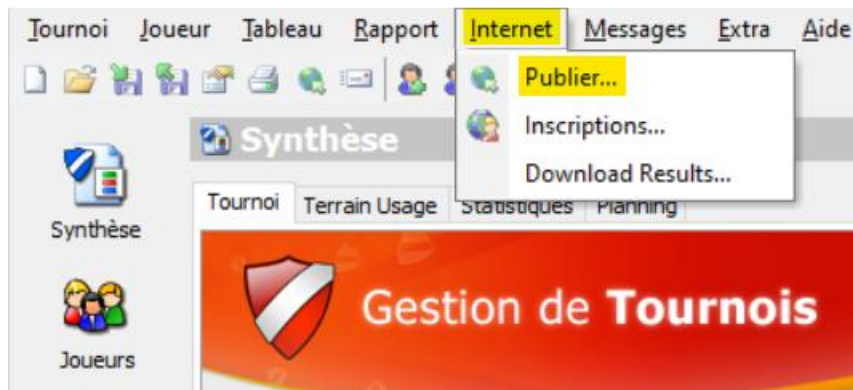 Tournoi Joueur Tableau Rapport Internet Messages Extra Aide
Publier...
Synthèse
Inscriptions...
Download Results...
Tournoi Terrain Usage Statistiques Planning
Synthèse
Gestion de Tournois
Joueurs